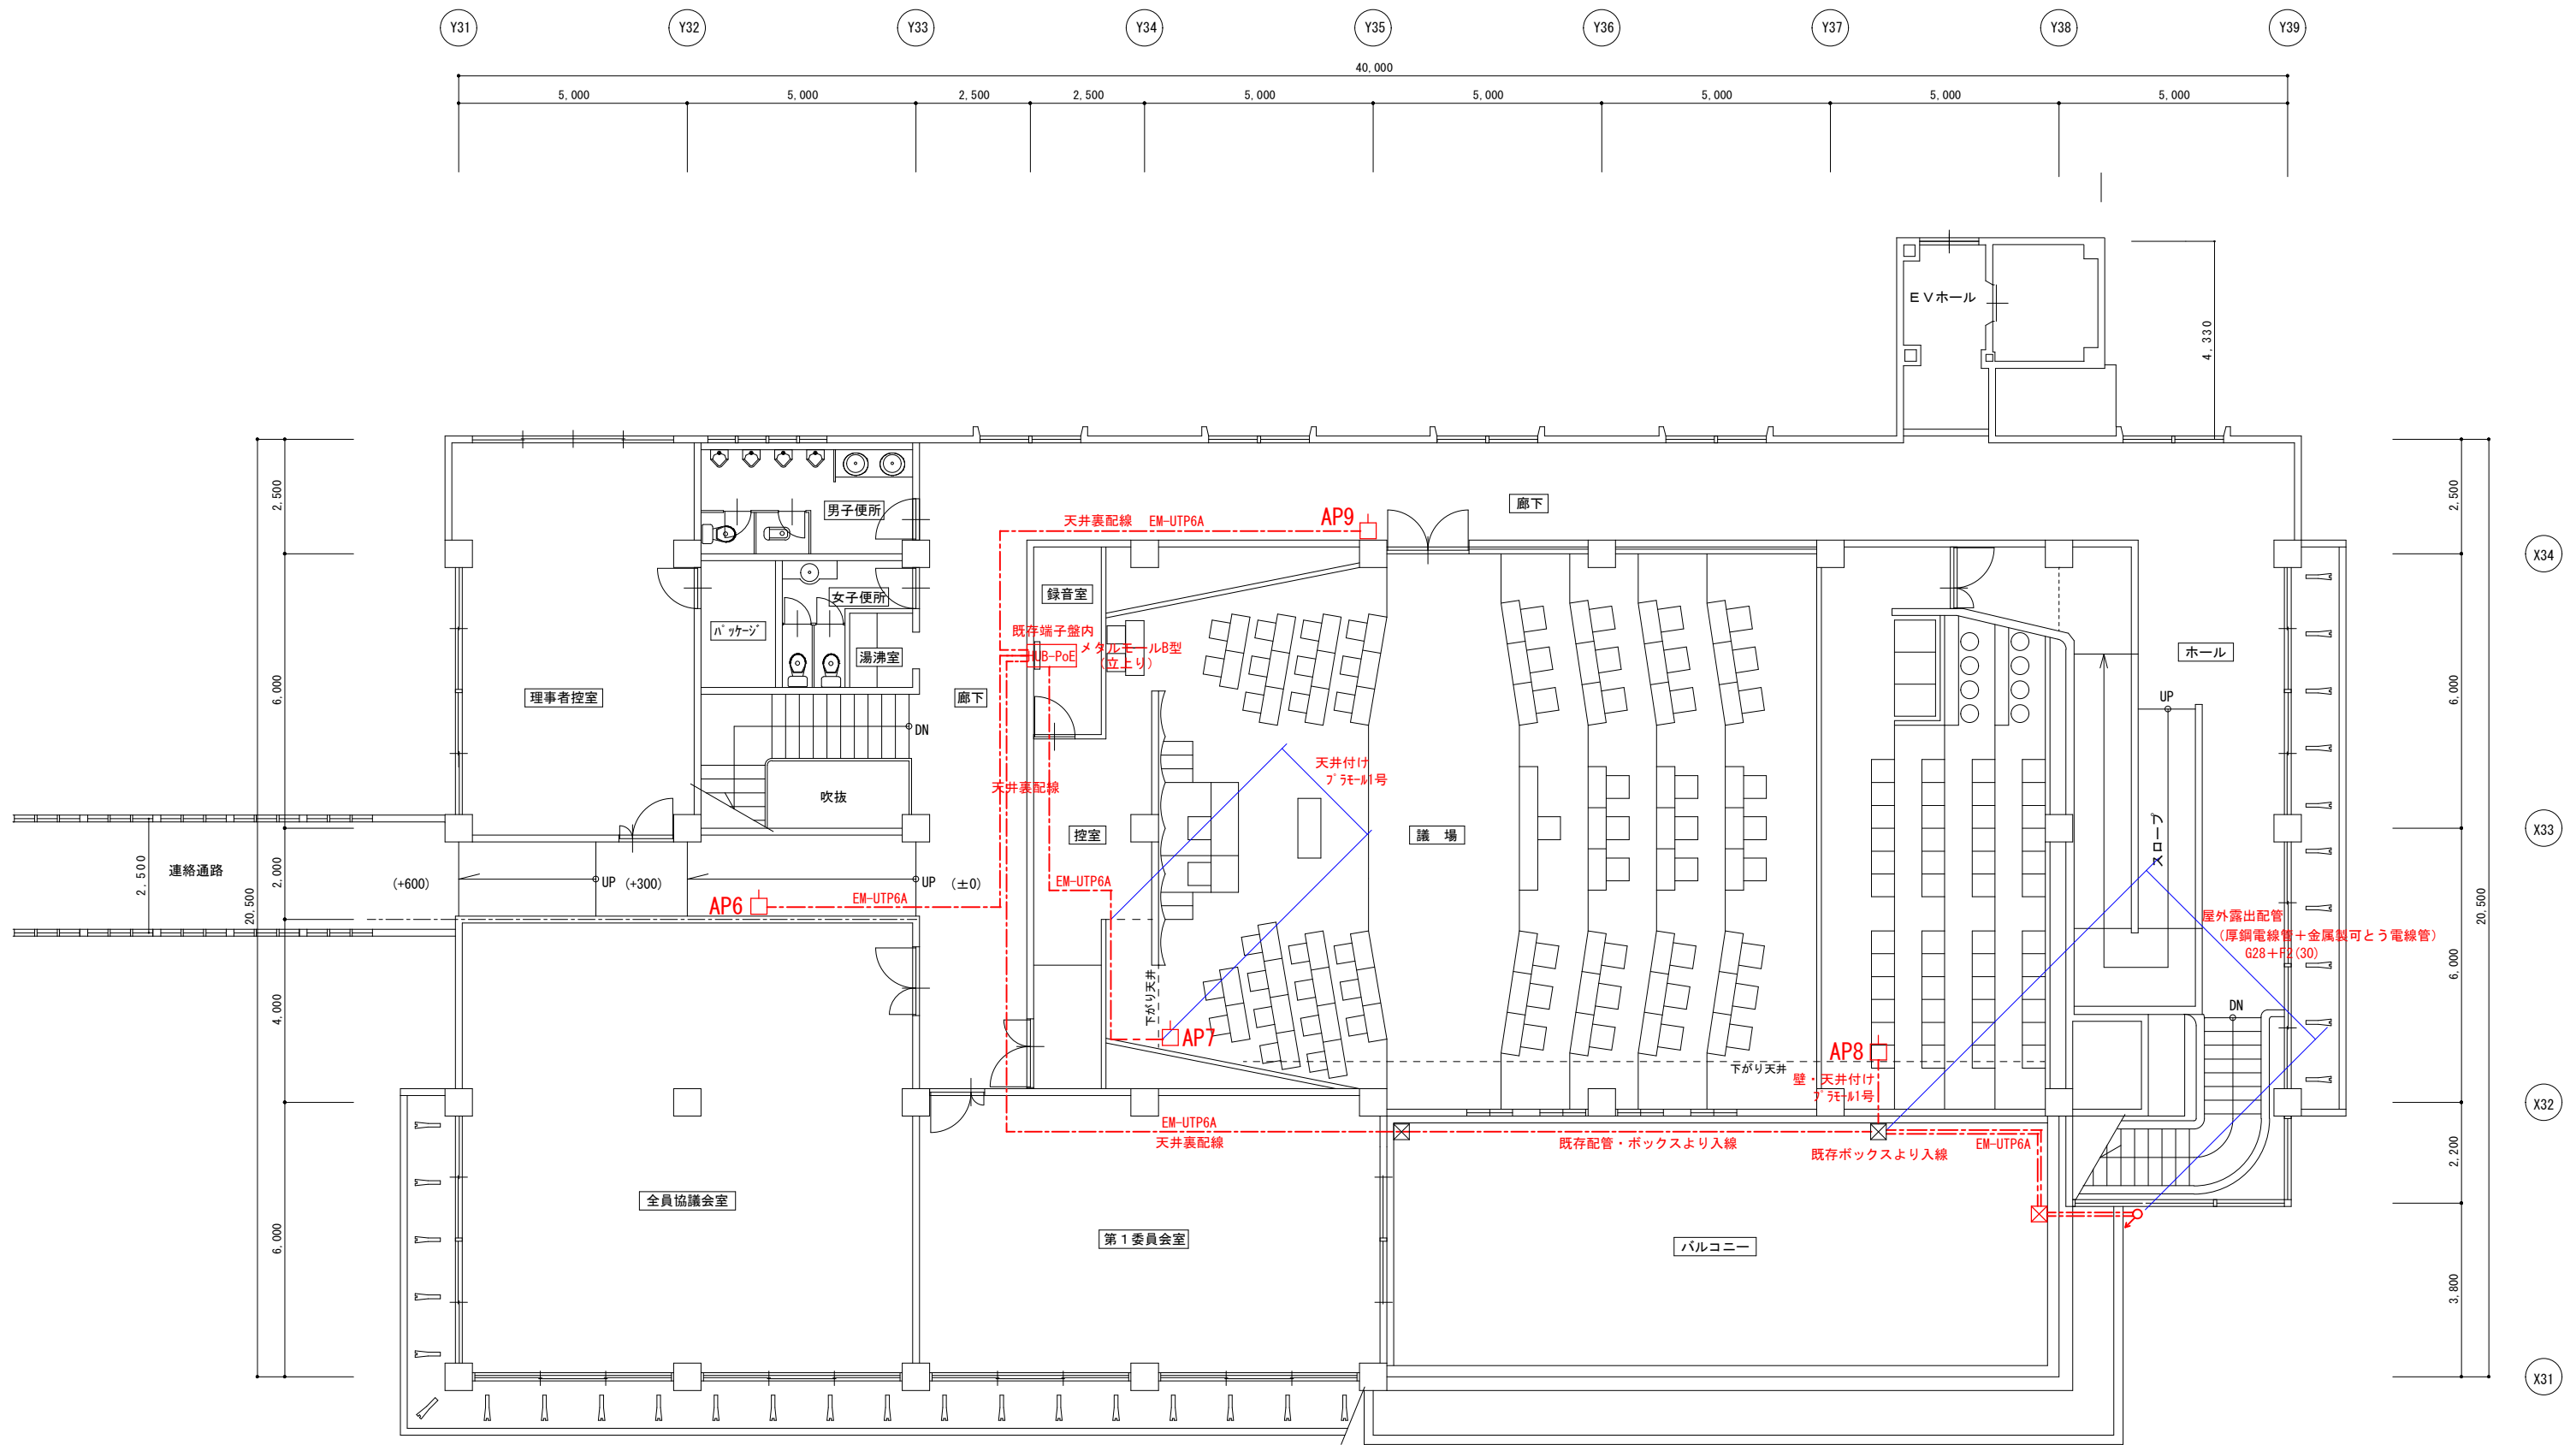 Y31 Y32 Y33 Y34 Y35 Y36 Y37 Y38 Y39
40,000
5,000 5,000 2,500 2,500 5,000 5,000 5,000 5,000 5,000
EVホール
4,330
2,500
男子便所
天井裏配線 EM-UTP6A
AP9
廊下
2,500
X34
録音室
女子便所
パッケージ
既存端子盤内
メタルモールB型
(立上り)
HUB-PoE
湯沸室
ホール
6,000
理事者控室
廊下
UP
6,000
DN
天井付け
プラモール1号
天井裏配線
吹抜
控室
議 場
スロープ
X33
2,500
連絡通路
2,000
20,500
(+600)
UP
(+300)
UP
(±0)
EM-UTP6A
AP6
EM-UTP6A
20,500
屋外露出配管
(厚鋼電線管+金属製可とう電線管)
G28+F2(30)
6,000
4,000
下がり天井
DN
AP7
AP8
下がり天井
壁・天井付け
プラモール1号
X32
EM-UTP6A
天井裏配線
既存配管・ボックスより入線
既存ボックスより入線
EM-UTP6A
2,200
全員協議会室
6,000
第1委員会室
バルコニー
3,800
X31